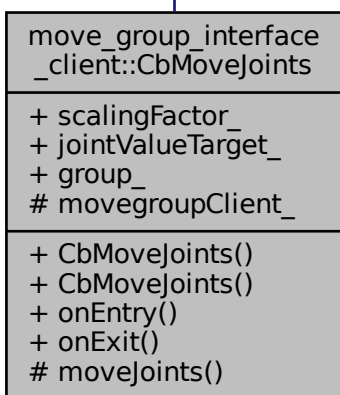 move_group_interface
_client::CbMoveJoints
+ scalingFactor_
+ jointValueTarget_
+ group_
# movegroupClient_
+ CbMoveJoints()
+ CbMoveJoints()
+ onEntry()
+ onExit()
# moveJoints()